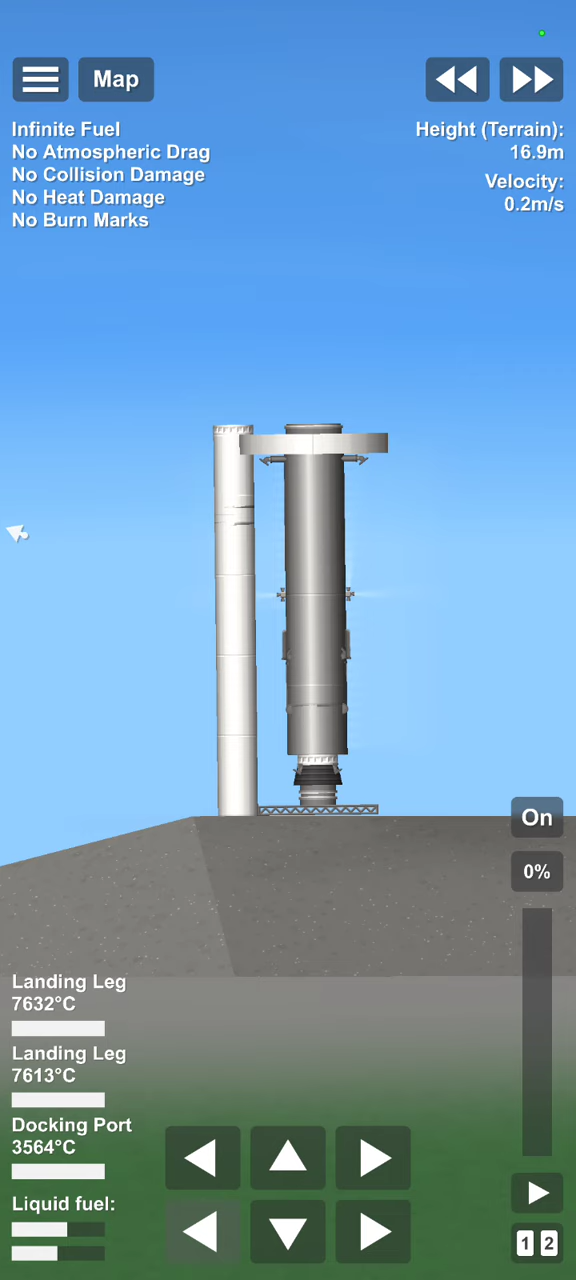 Map
Infinite Fuel
No Atmospheric Drag
No Collision Damage
No Heat Damage
No Burn Marks
Height (Terrain):
16.9m
Velocity:
0.2m/s
On
0%
Landing Leg
7632°C
Landing Leg
7613°C
Docking Port
3564°C
Liquid fuel:
1 2